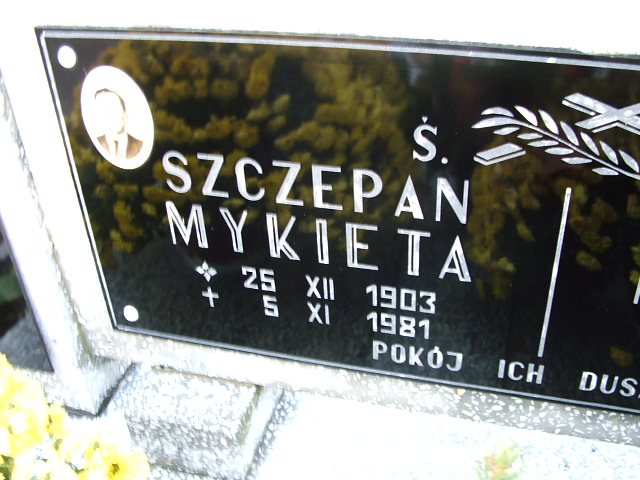 Ś.
SZCZEPAN
MYKIETA
25 XII 1903
5 XI 1981
POKÓJ ICH